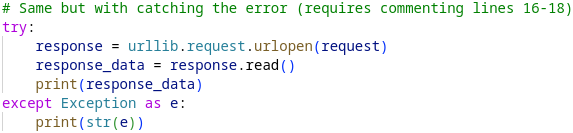 # Same but with catching the error (requires commenting lines 16-18)
try:
    response = urllib.request.urlopen(request)
    response_data = response.read()
    print(response_data)
except Exception as e:
    print(str(e))